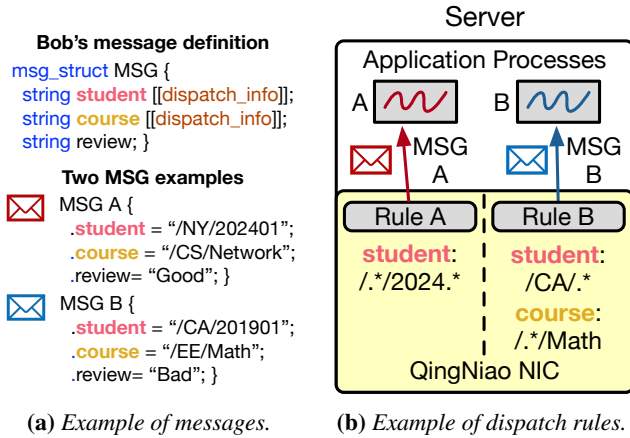 Bob's message definition
msg_struct MSG {
string student [[dispatch_info]];
string course [[dispatch_info]];
string review; }
Two MSG examples
MSG A {
.student = “/NY/202401”;
.course = “/CS/Network”;
.review= “Good”; }
MSG B {
.student = “/CA/201901”;
.course = “/EE/Math”;
.review= “Bad”; }
(a) Example of messages.
Server
Application Processes
A
B
MSG
A
MSG
B
Rule A
Rule B
student:
/.*/2024.*
student:
/CA/.*
course:
/.*/Math
QingNiao NIC
(b) Example of dispatch rules.